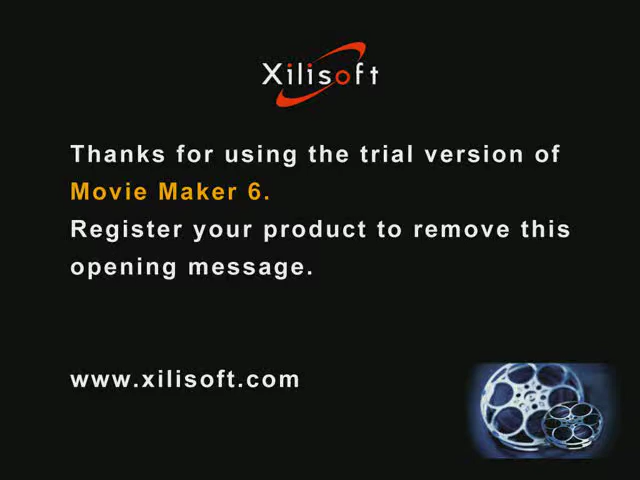 Xilisoft
Thanks for using the trial version of
Movie Maker 6.
Register your product to remove this
opening message.
www.xilisoft.com